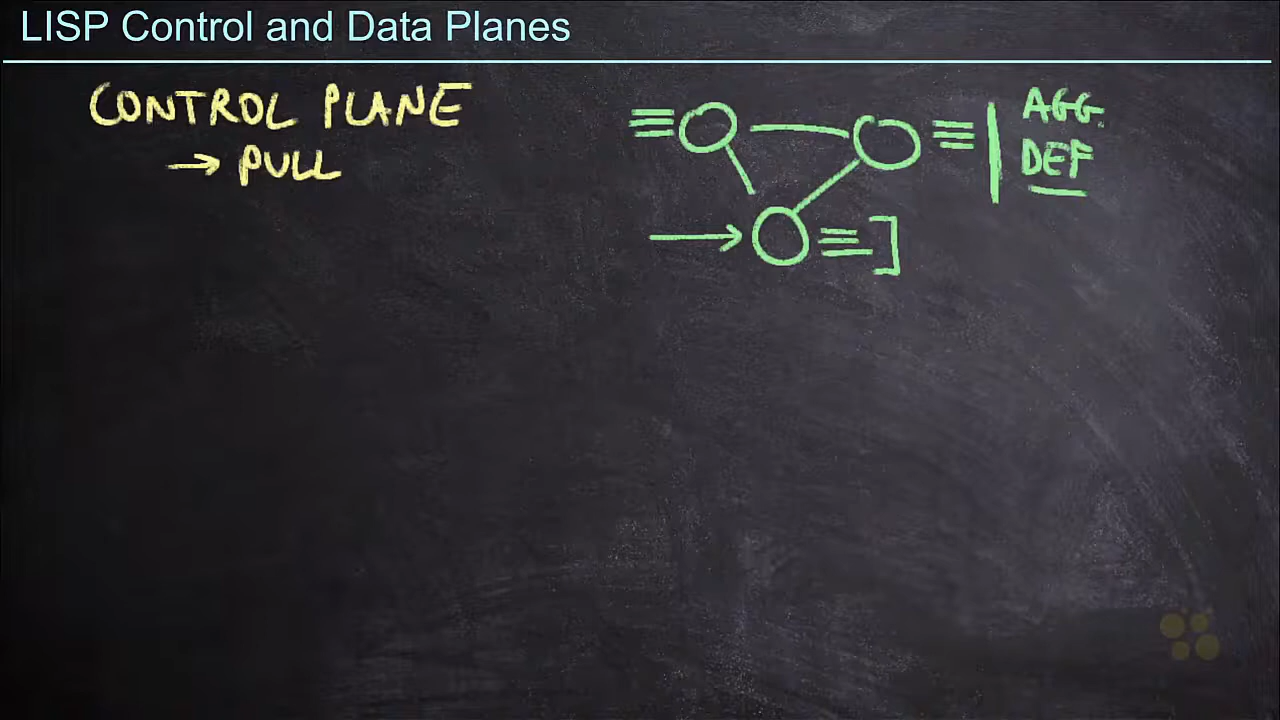 LISP Control and Data Planes
CONTROL PLANE
→ PULL
AGG.
DEF